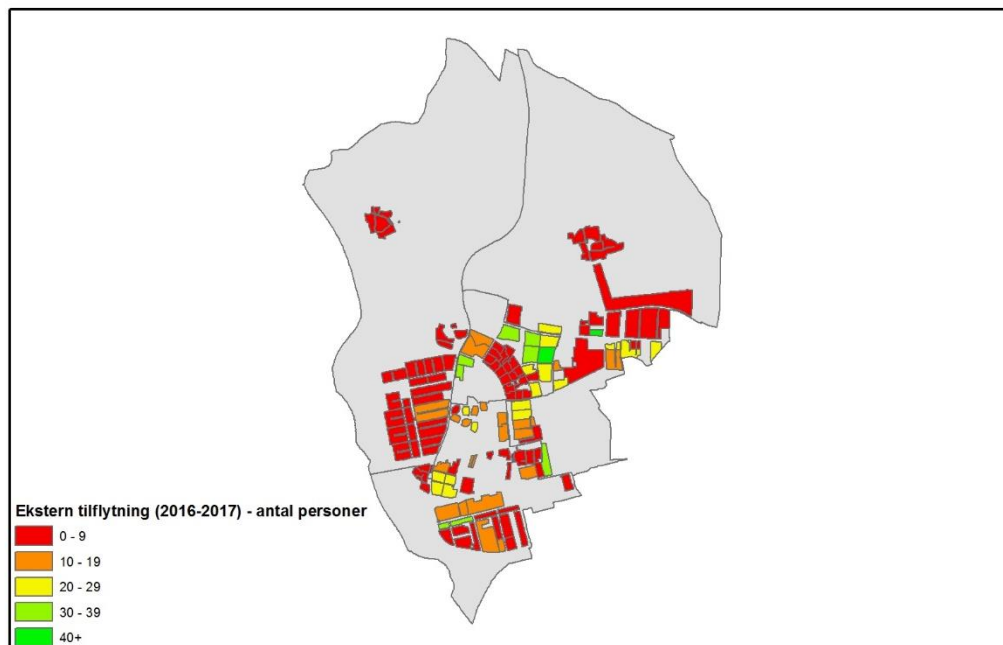 Ekstern tilflytning (2016-2017) - antal personer
0 - 9
10 - 19
20 - 29
30 - 39
40+